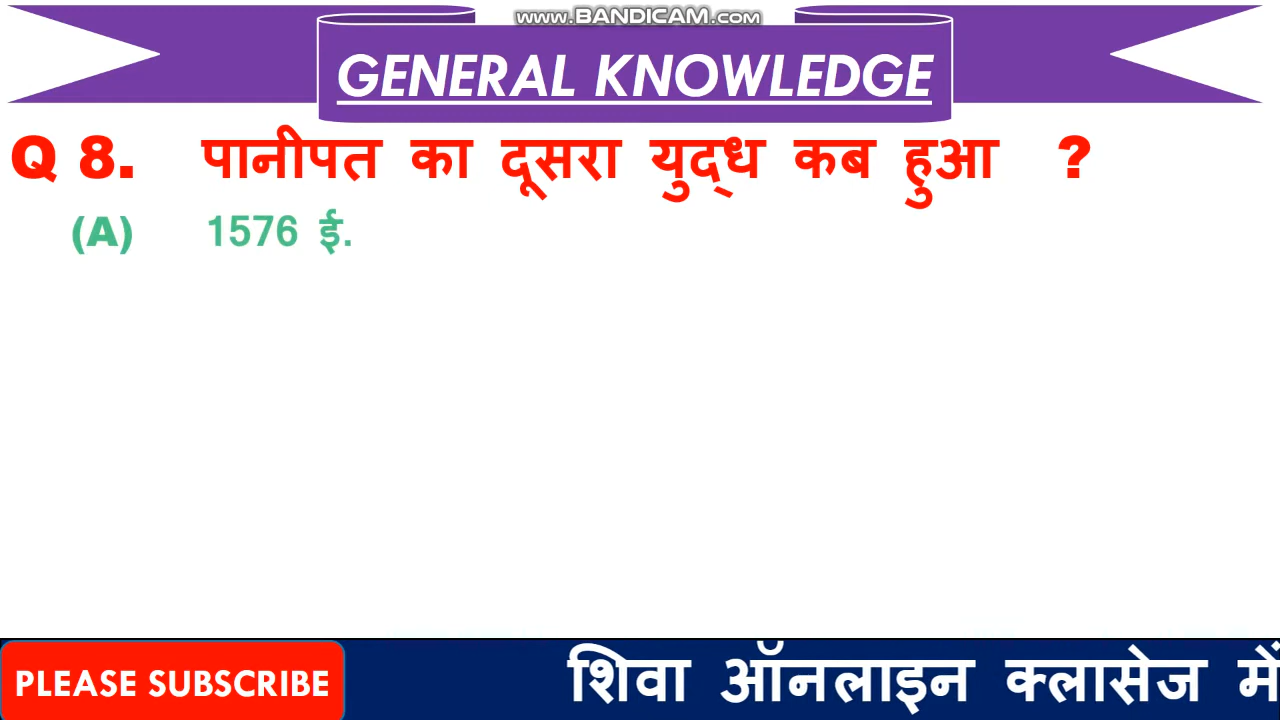 www.BANDICAM.com
GENERAL KNOWLEDGE
Q 8. पानीपत का दूसरा युद्ध कब हुआ ?
(A) 1576 ई.
PLEASE SUBSCRIBE
शिवा ऑनलाइन क्लासेज में